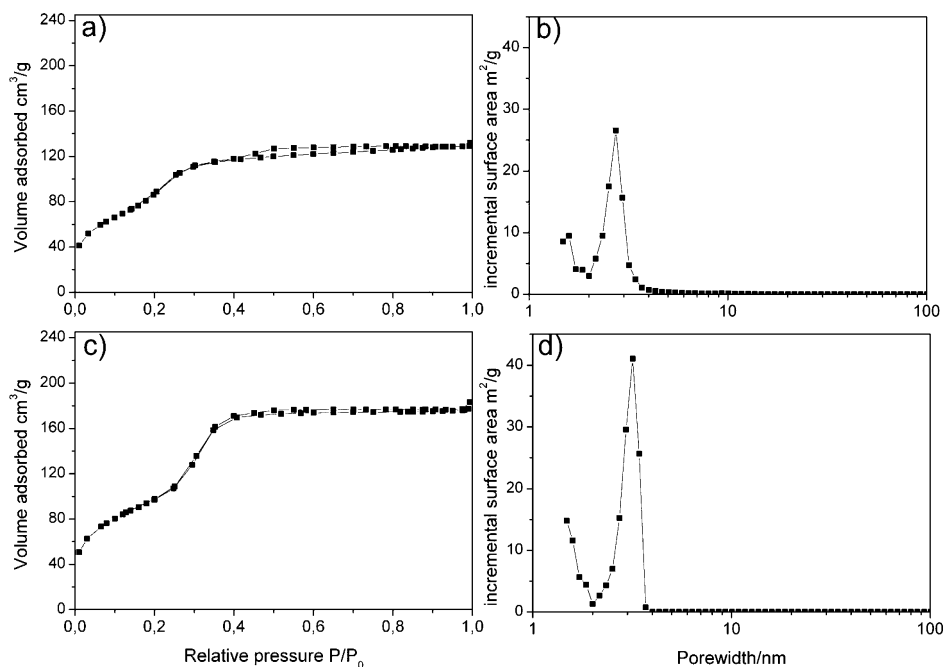 a)
Volume adsorbed cm³/g
240
200
160
120
80
40
0
0,0 0,2 0,4 0,6 0,8 1,0
b)
incremental surface area m²/g
40
30
20
10
0
1 10 100
c)
Volume adsorbed cm³/g
240
200
160
120
80
40
0
0,0 0,2 0,4 0,6 0,8 1,0
Relative pressure P/P₀
d)
incremental surface area m²/g
40
30
20
10
0
1 10 100
Porewidth/nm